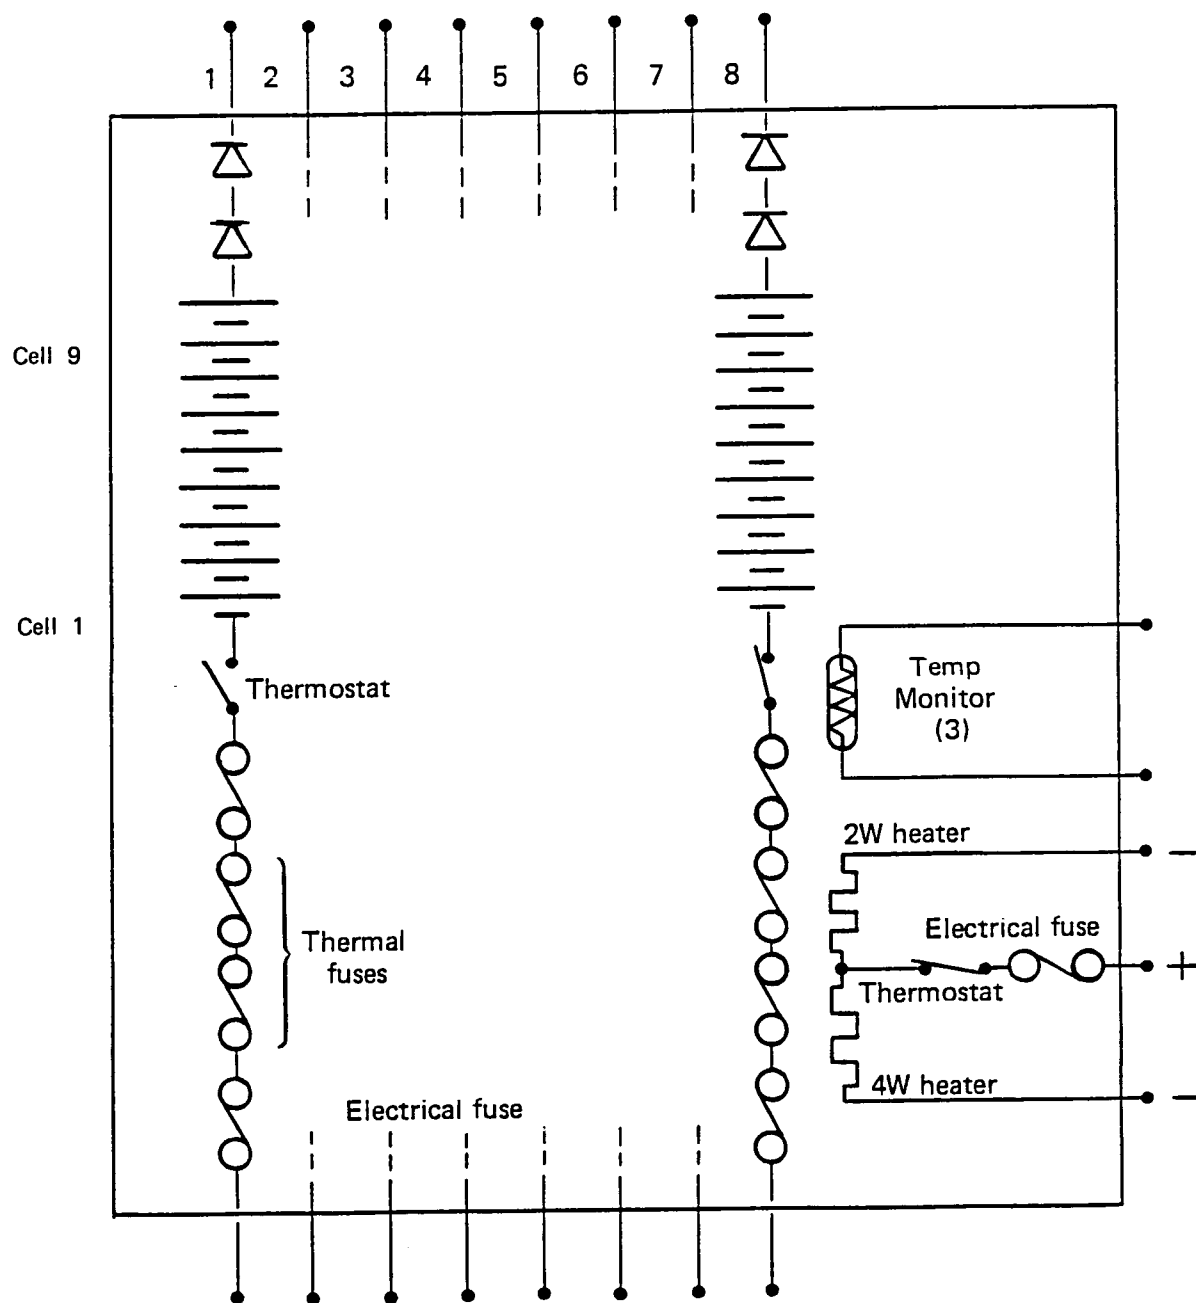 1 2 3 4 5 6 7 8
Cell 9
Cell 1
Thermostat
Temp
Monitor
(3)
2W heater
−
Electrical fuse
+
Thermostat
Thermal
fuses
4W heater
−
Electrical fuse